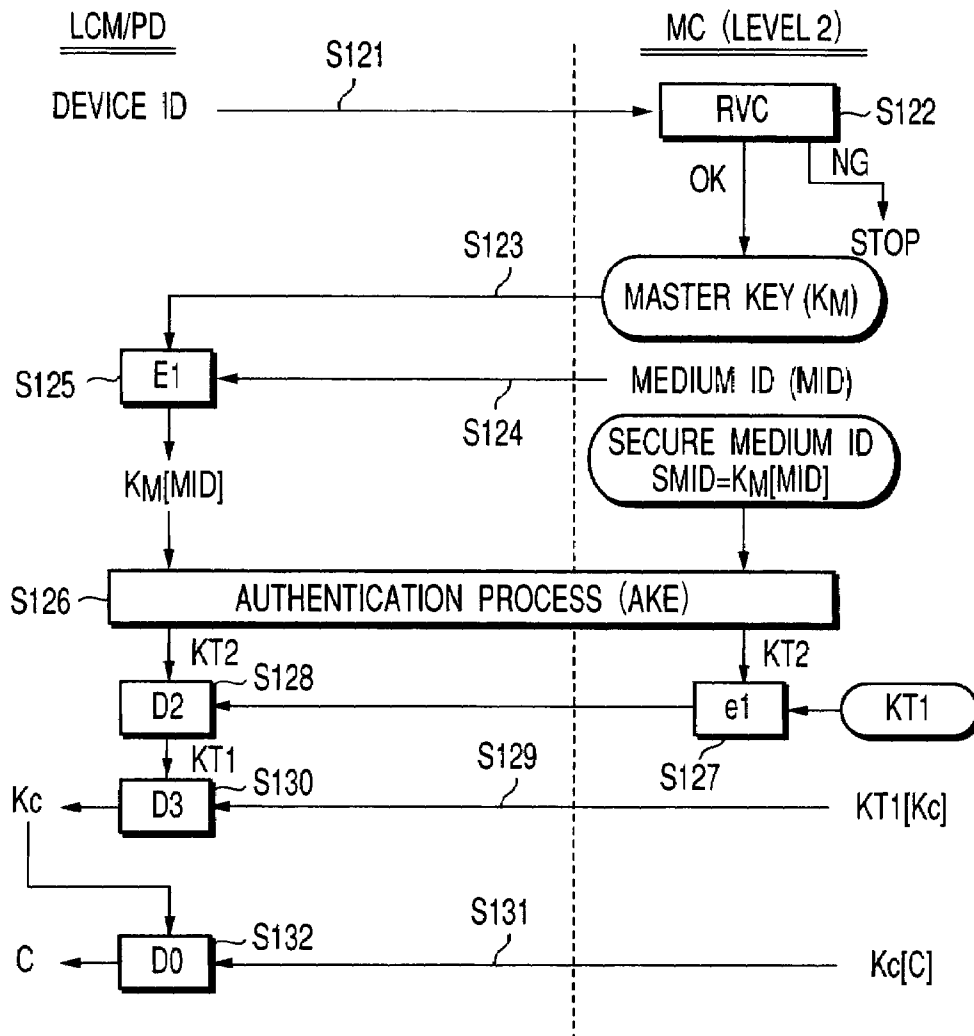 LCM/PD
MC (LEVEL 2)
S121
DEVICE ID
RVC
S122
OK
NG
STOP
S123
MASTER KEY (KM)
S125
E1
MEDIUM ID (MID)
S124
SECURE MEDIUM ID
SMID=KM[MID]
KM[MID]
S126
AUTHENTICATION PROCESS (AKE)
KT2
KT2
S128
D2
e1
KT1
KT1
S127
S129
S130
Kc
D3
KT1[Kc]
S131
S132
C
D0
Kc[C]